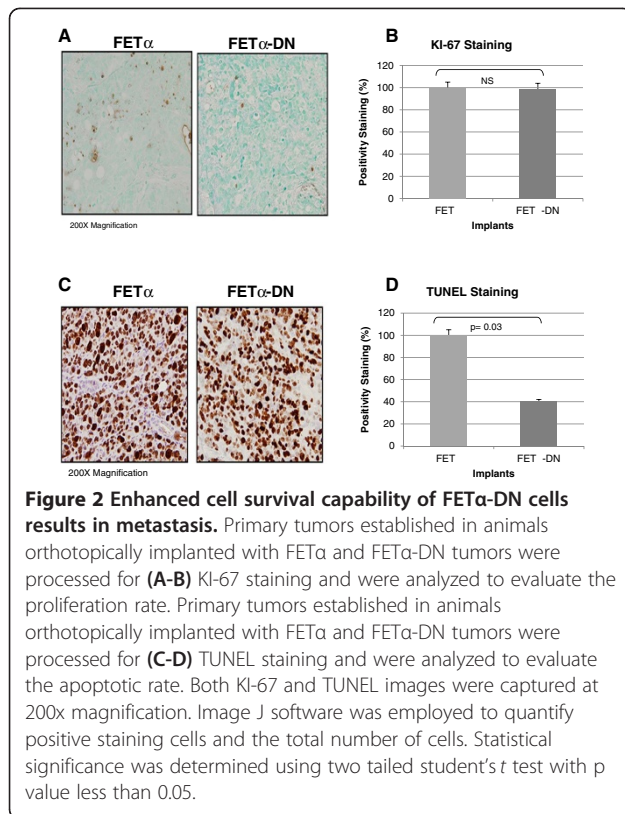 A
FETα
FETα-DN
200X Magnification
B
KI-67 Staining
Positivity Staining (%)
120
100
80
60
40
20
0
NS
FET
FET -DN
Implants
C
FETα
FETα-DN
200X Magnification
D
TUNEL Staining
Positivity Staining (%)
120
100
80
60
40
20
0
p= 0.03
FET
FET -DN
Implants
Figure 2 Enhanced cell survival capability of FETα-DN cells
results in metastasis. Primary tumors established in animals
orthotopically implanted with FETα and FETα-DN tumors were
processed for (A-B) KI-67 staining and were analyzed to evaluate the
proliferation rate. Primary tumors established in animals
orthotopically implanted with FETα and FETα-DN tumors were
processed for (C-D) TUNEL staining and were analyzed to evaluate
the apoptotic rate. Both KI-67 and TUNEL images were captured at
200x magnification. Image J software was employed to quantify
positive staining cells and the total number of cells. Statistical
significance was determined using two tailed student's t test with p
value less than 0.05.